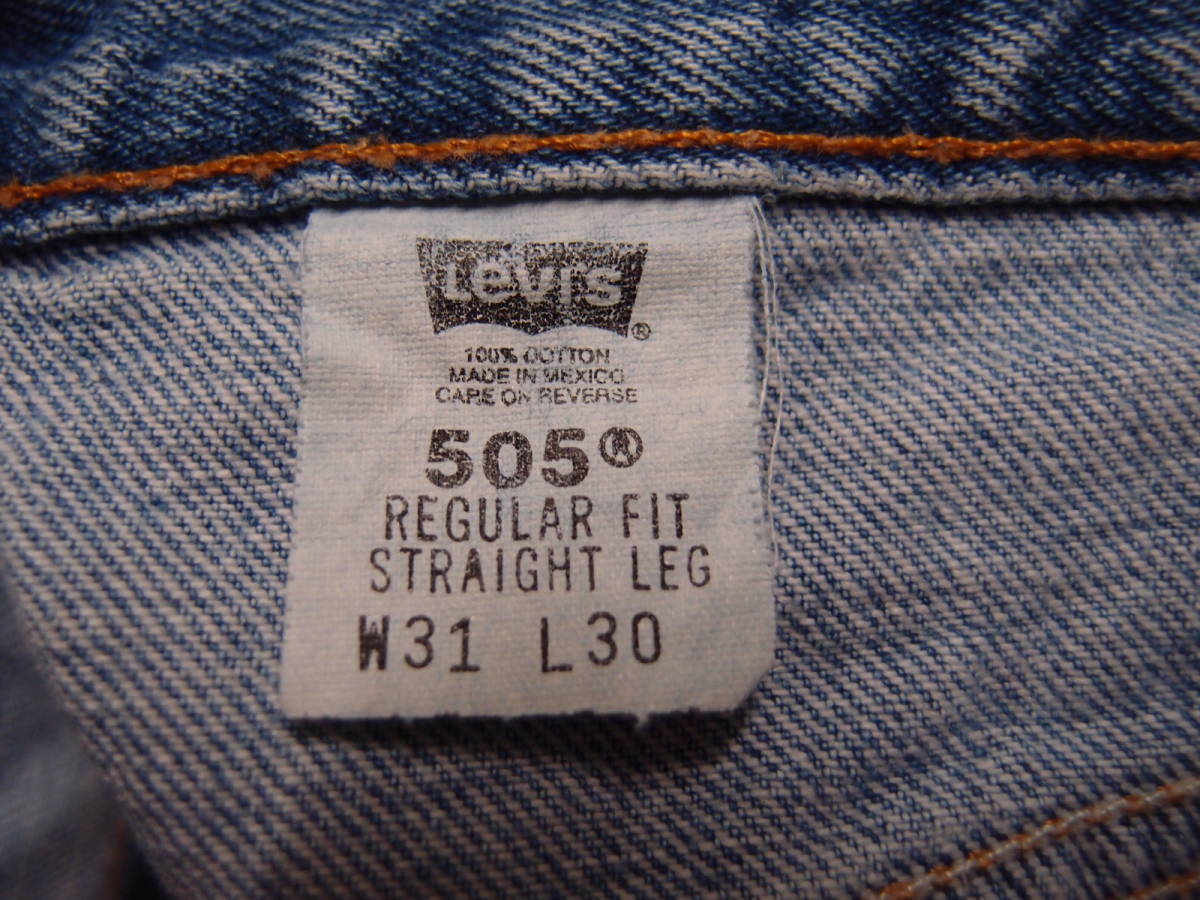 Levi's
®
100% COTTON
MADE IN MEXICO
CARE ON REVERSE
505®
REGULAR FIT
STRAIGHT LEG
W31 L30